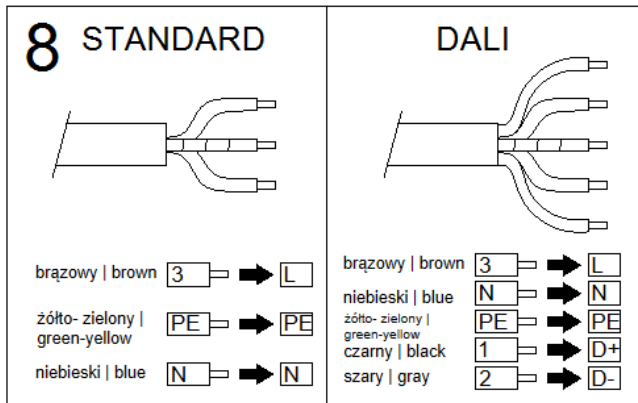 8 STANDARD
brązowy | brown 3 L
żółto- zielony |
green-yellow PE PE
niebieski | blue N N
DALI
brązowy | brown 3 L
niebieski | blue N N
żółto- zielony |
green-yellow PE PE
czarny | black 1 D+
szary | gray 2 D-